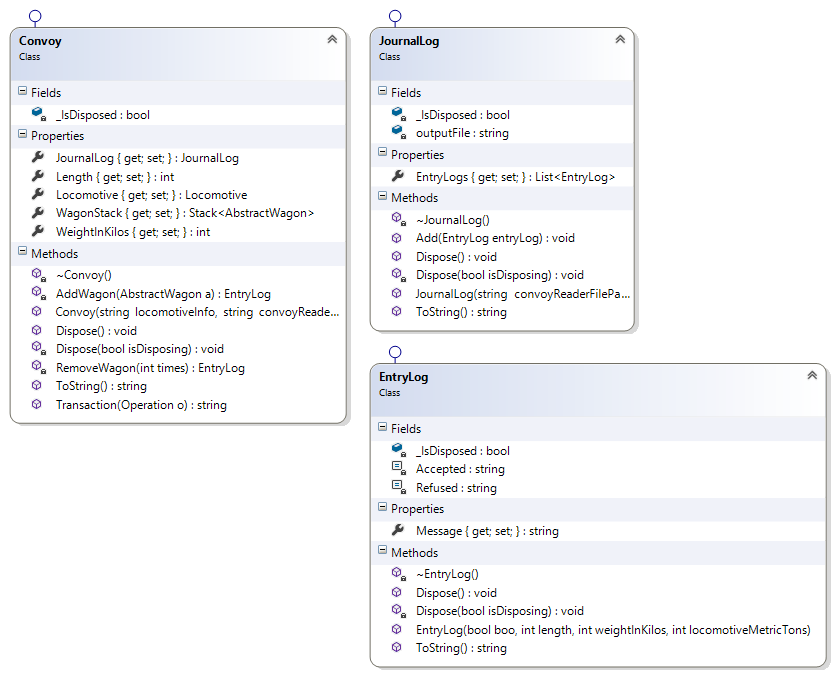 Convoy
Class
Fields
_IsDisposed : bool
Properties
JournalLog { get; set; } : JournalLog
Length { get; set; } : int
Locomotive { get; set; } : Locomotive
WagonStack { get; set; } : Stack<AbstractWagon>
WeightInKilos { get; set; } : int
Methods
~Convoy()
AddWagon(AbstractWagon a) : EntryLog
Convoy(string locomotiveInfo, string convoyReade...
Dispose() : void
Dispose(bool isDisposing) : void
RemoveWagon(int times) : EntryLog
ToString() : string
Transaction(Operation o) : string
JournalLog
Class
Fields
_IsDisposed : bool
outputFile : string
Properties
EntryLogs { get; set; } : List<EntryLog>
Methods
~JournalLog()
Add(EntryLog entryLog) : void
Dispose() : void
Dispose(bool isDisposing) : void
JournalLog(string convoyReaderFilePa...
ToString() : string
EntryLog
Class
Fields
_IsDisposed : bool
Accepted : string
Refused : string
Properties
Message { get; set; } : string
Methods
~EntryLog()
Dispose() : void
Dispose(bool isDisposing) : void
EntryLog(bool boo, int length, int weightInKilos, int locomotiveMetricTons)
ToString() : string